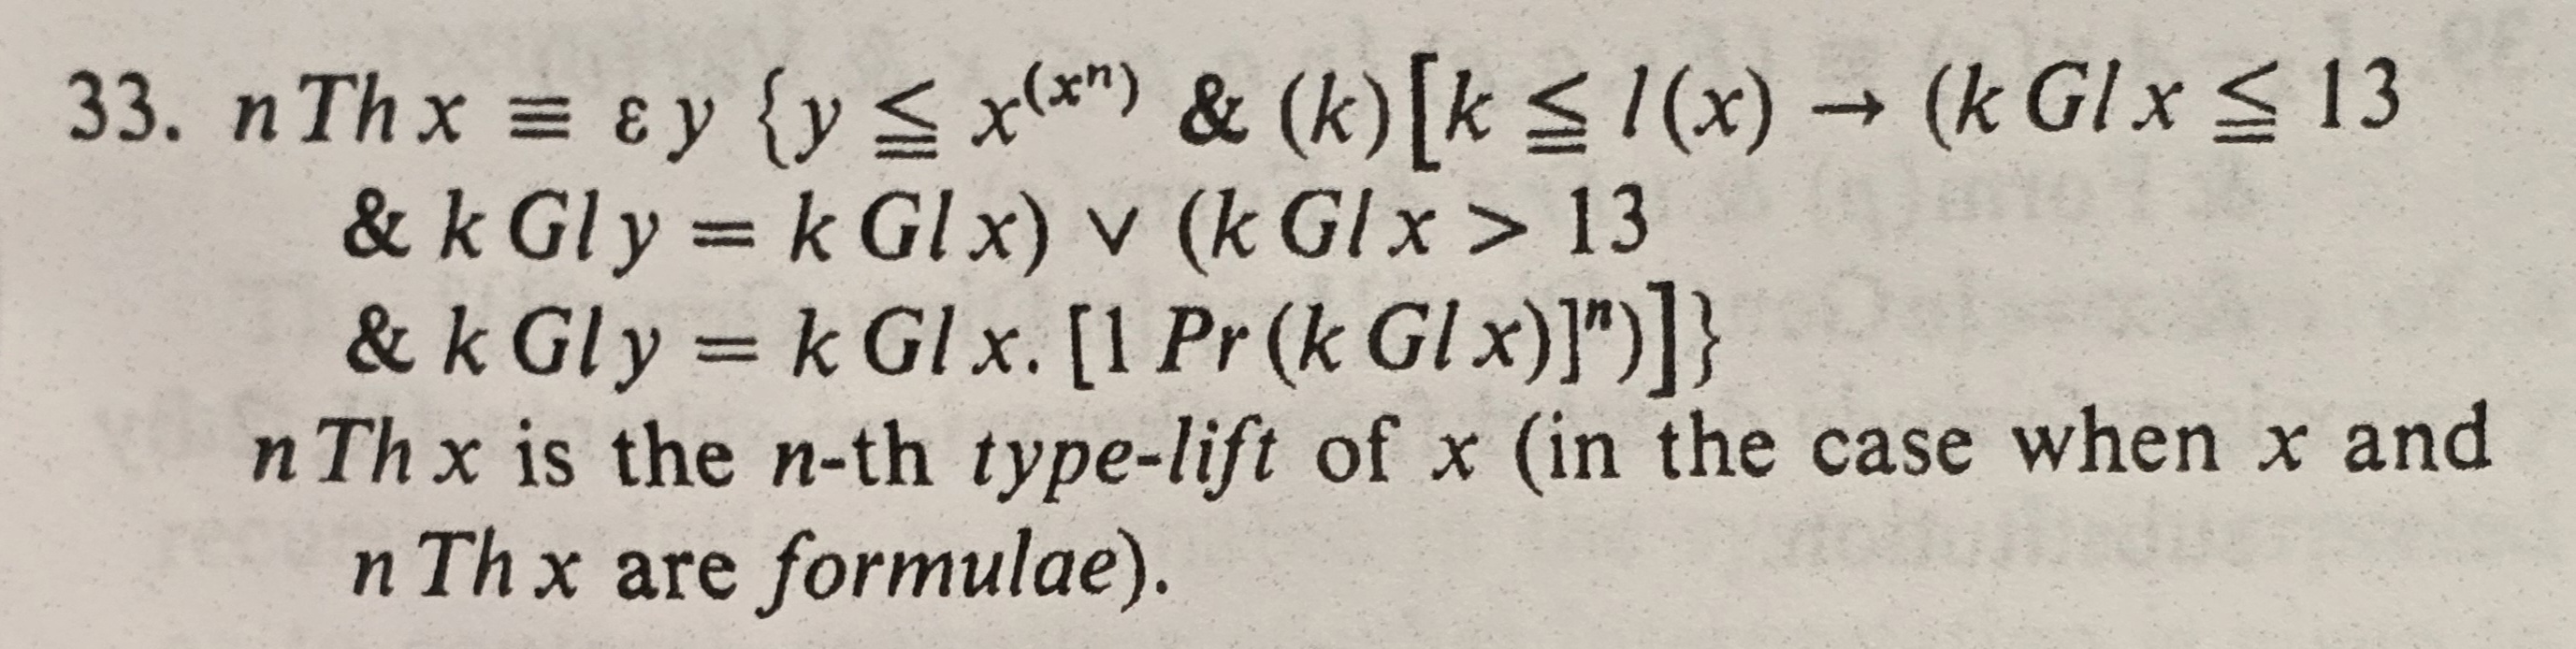 33. n Th x ≡ ε y {y ≦ x^(x^n) & (k)[k ≦ l(x) → (k Gl x ≦ 13
& k Gl y = k Gl x) ∨ (k Gl x > 13
& k Gl y = k Gl x. [1 Pr (k Gl x)]^n)]}
n Th x is the n-th type-lift of x (in the case when x and
n Th x are formulae).